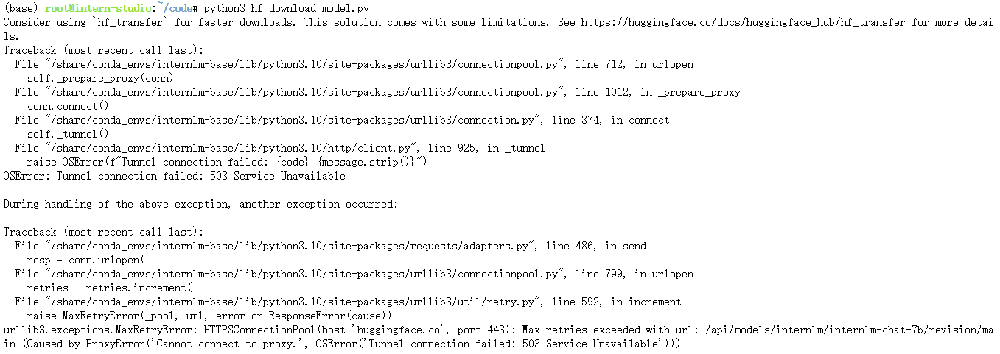 (base) root@intern-studio:~/code# python3 hf_download_model.py
Consider using `hf_transfer` for faster downloads. This solution comes with some limitations. See https://huggingface.co/docs/huggingface_hub/hf_transfer for more detai
ls.
Traceback (most recent call last):
  File "/share/conda_envs/internlm-base/lib/python3.10/site-packages/urllib3/connectionpool.py", line 712, in urlopen
    self._prepare_proxy(conn)
  File "/share/conda_envs/internlm-base/lib/python3.10/site-packages/urllib3/connectionpool.py", line 1012, in _prepare_proxy
    conn.connect()
  File "/share/conda_envs/internlm-base/lib/python3.10/site-packages/urllib3/connection.py", line 374, in connect
    self._tunnel()
  File "/share/conda_envs/internlm-base/lib/python3.10/http/client.py", line 925, in _tunnel
    raise OSError(f"Tunnel connection failed: {code} {message.strip()}")
OSError: Tunnel connection failed: 503 Service Unavailable
During handling of the above exception, another exception occurred:
Traceback (most recent call last):
  File "/share/conda_envs/internlm-base/lib/python3.10/site-packages/requests/adapters.py", line 486, in send
    resp = conn.urlopen(
  File "/share/conda_envs/internlm-base/lib/python3.10/site-packages/urllib3/connectionpool.py", line 799, in urlopen
    retries = retries.increment(
  File "/share/conda_envs/internlm-base/lib/python3.10/site-packages/urllib3/util/retry.py", line 592, in increment
    raise MaxRetryError(_pool, url, error or ResponseError(cause))
urllib3.exceptions.MaxRetryError: HTTPSConnectionPool(host='huggingface.co', port=443): Max retries exceeded with url: /api/models/internlm/internlm-chat-7b/revision/ma
in (Caused by ProxyError('Cannot connect to proxy.', OSError('Tunnel connection failed: 503 Service Unavailable')))